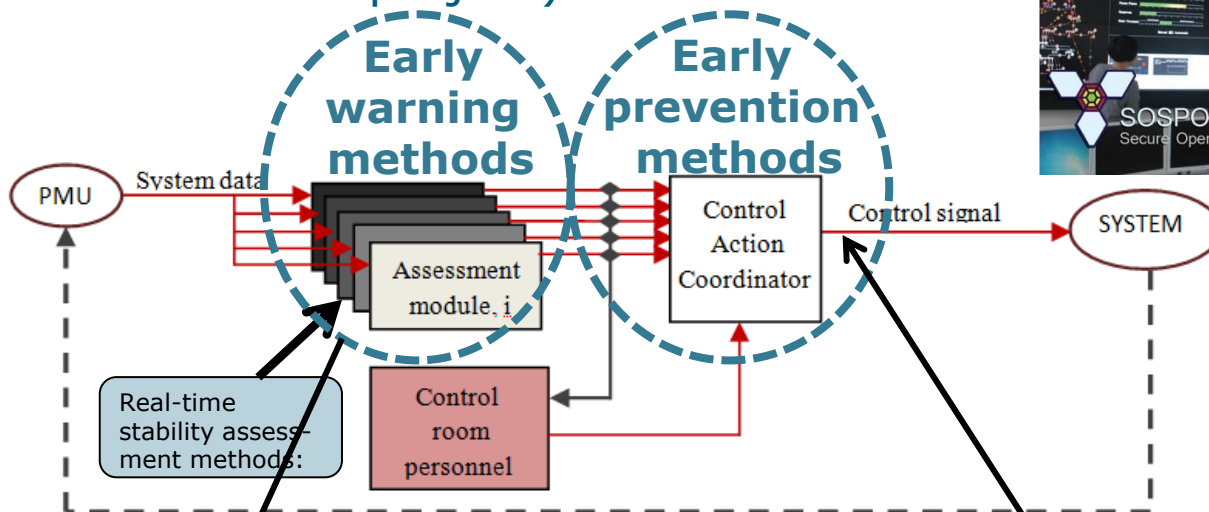 Early
warning
methods
Early
prevention
methods
SOSPO
Secure Oper
PMU
System data
Control
Action
Coordinator
Control signal
SYSTEM
Assessment
module, i
Real-time
stability assess-
ment methods:
Control
room
personnel